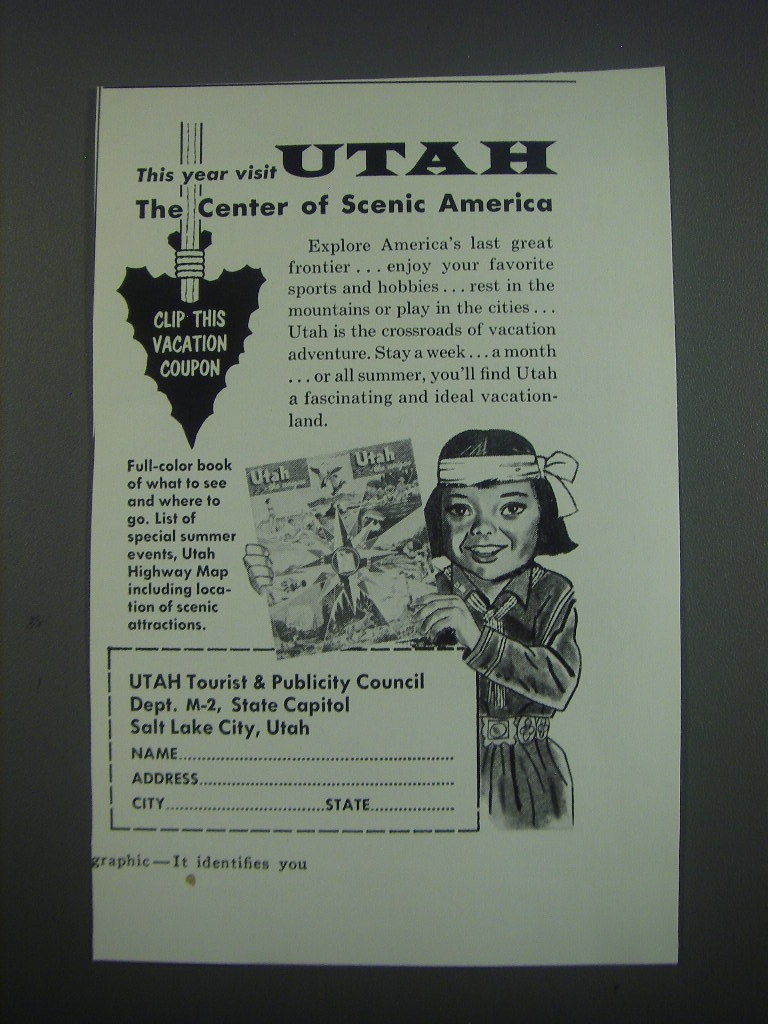 This year visit UTAH
The Center of Scenic America
Explore America's last great
frontier . . . enjoy your favorite
sports and hobbies . . . rest in the
mountains or play in the cities . . .
Utah is the crossroads of vacation
adventure. Stay a week . . . a month
. . . or all summer, you'll find Utah
a fascinating and ideal vacation-
land.
CLIP THIS
VACATION
COUPON
Full-color book
of what to see
and where to
go. List of
special summer
events, Utah
Highway Map
including loca-
tion of scenic
attractions.
Utah
Utah
UTAH Tourist & Publicity Council
Dept. M-2, State Capitol
Salt Lake City, Utah
NAME
ADDRESS
CITY STATE
graphic—It identifies you